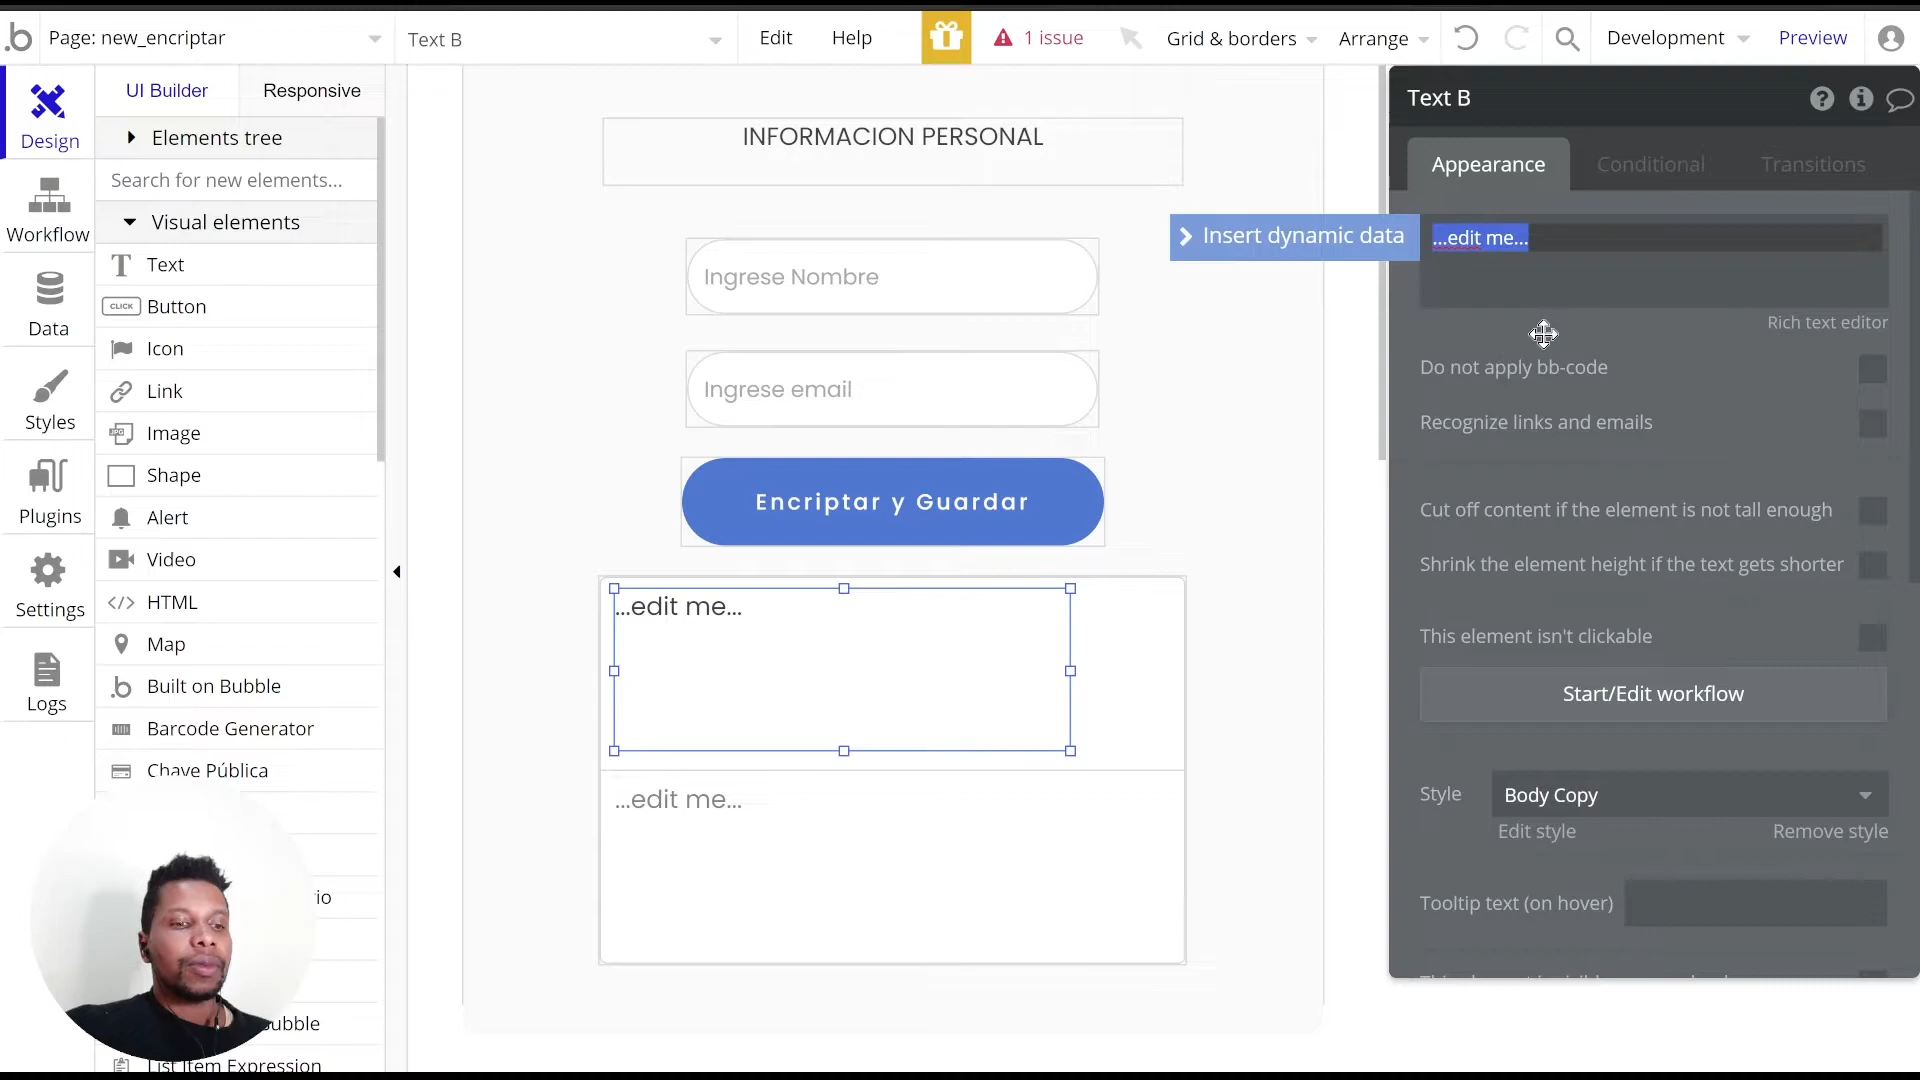 Page: new_encriptar
Text B
Edit
Help
1 issue
Grid & borders
Arrange
Development
Preview
Design
Workflow
Data
Styles
Plugins
Settings
Logs
UI Builder
Responsive
Elements tree
Search for new elements...
Visual elements
Text
CLICK
Button
Icon
Link
JPG
Image
Shape
Alert
Video
</> HTML
Map
Built on Bubble
Barcode Generator
Chave Pública
List Item Expression
INFORMACION PERSONAL
Ingrese Nombre
Ingrese email
Encriptar y Guardar
...edit me...
...edit me...
Text B
Appearance
Conditional
Transitions
Insert dynamic data
...edit me...
Rich text editor
Do not apply bb-code
Recognize links and emails
Cut off content if the element is not tall enough
Shrink the element height if the text gets shorter
This element isn't clickable
Start/Edit workflow
Style
Body Copy
Edit style
Remove style
Tooltip text (on hover)